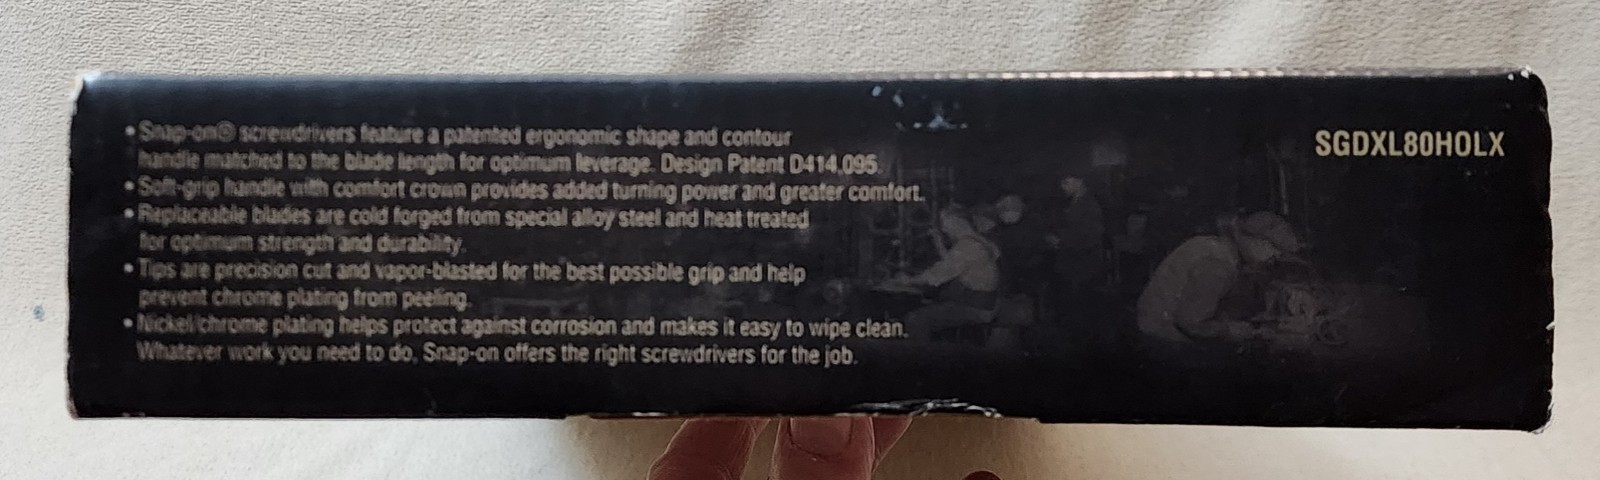 • Snap-on® screwdrivers feature a patented ergonomic shape and contour
handle matched to the blade length for optimum leverage. Design Patent D414,095.
• Soft-grip handle with comfort crown provides added turning power and greater comfort.
• Replaceable blades are cold forged from special alloy steel and heat treated
for optimum strength and durability.
• Tips are precision cut and vapor-blasted for the best possible grip and help
prevent chrome plating from peeling.
• Nickel/chrome plating helps protect against corrosion and makes it easy to wipe clean.
Whatever work you need to do, Snap-on offers the right screwdrivers for the job.
SGDXL80HOLX